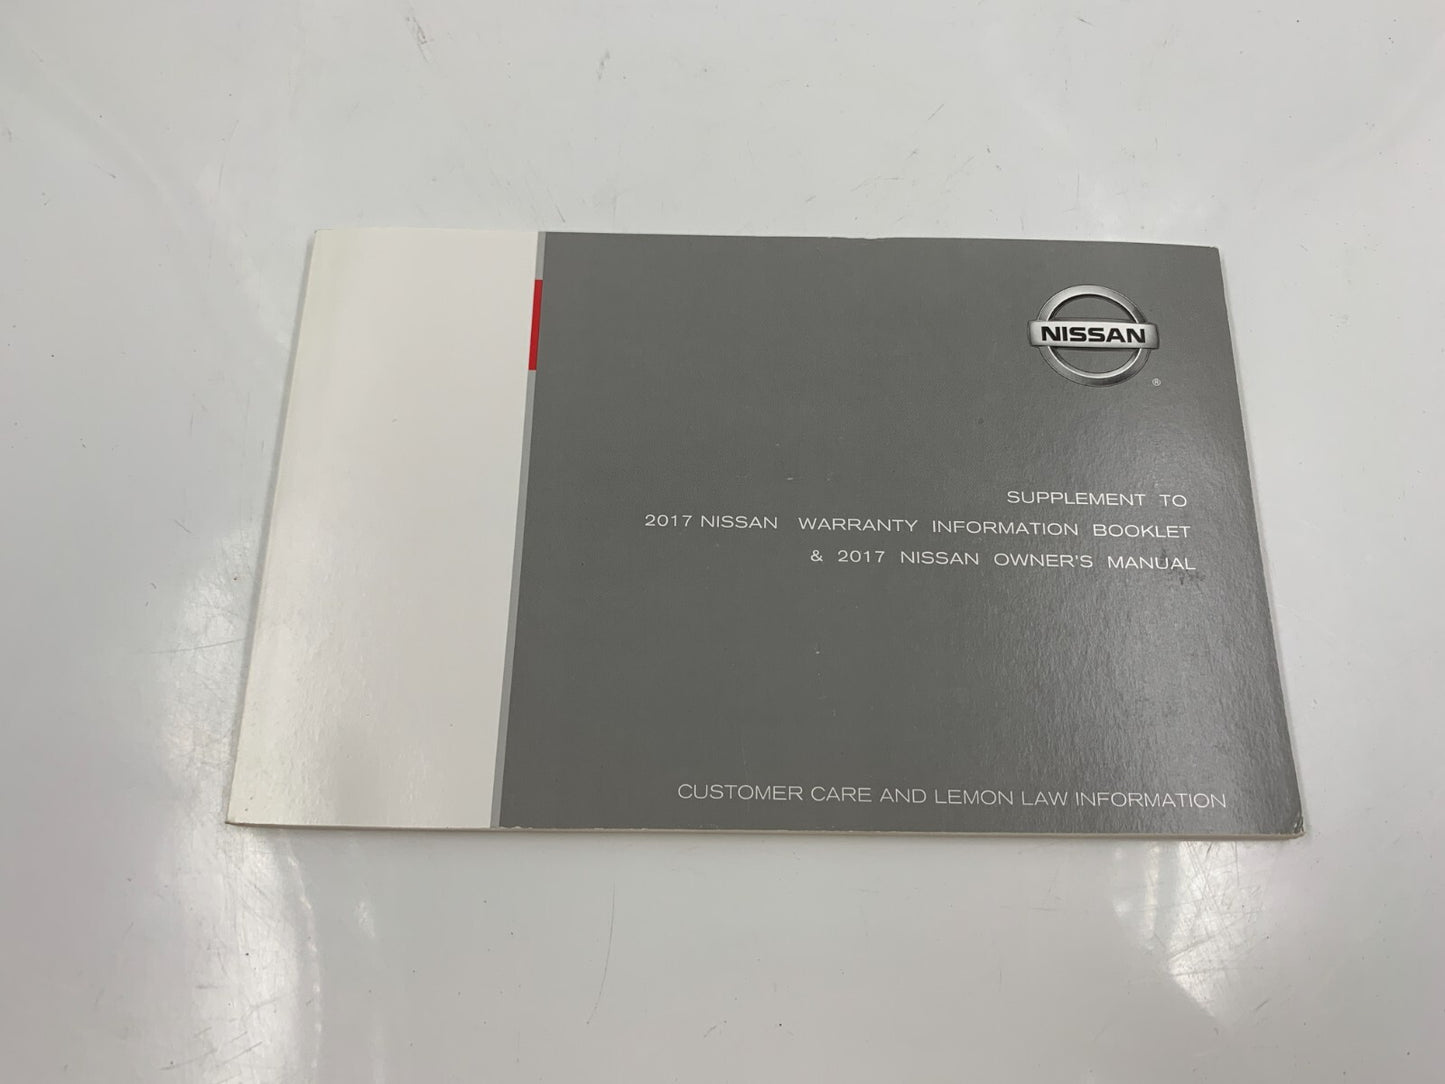 NISSAN
®
SUPPLEMENT TO
2017 NISSAN WARRANTY INFORMATION BOOKLET
& 2017 NISSAN OWNER'S MANUAL
CUSTOMER CARE AND LEMON LAW INFORMATION